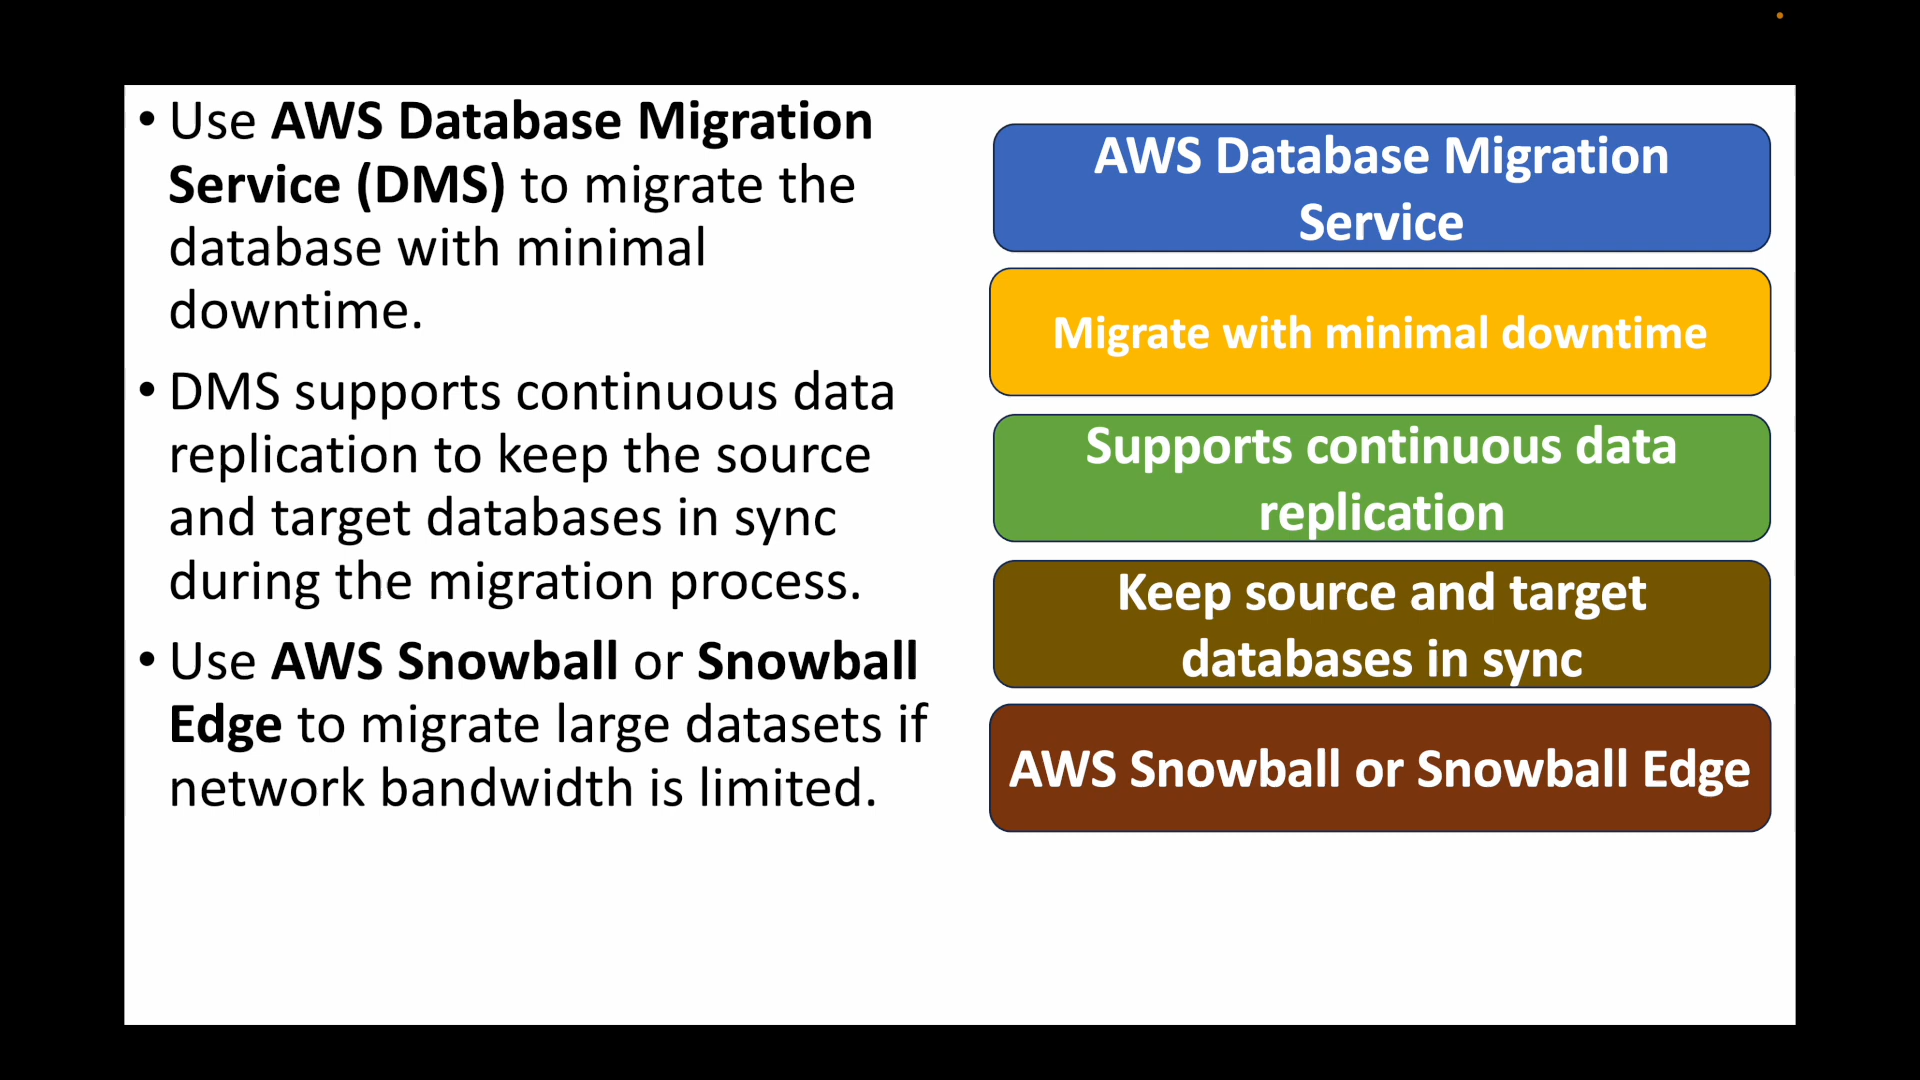 • Use AWS Database Migration
Service (DMS) to migrate the
database with minimal
downtime.
• DMS supports continuous data
replication to keep the source
and target databases in sync
during the migration process.
• Use AWS Snowball or Snowball
Edge to migrate large datasets if
network bandwidth is limited.
AWS Database Migration
Service
Migrate with minimal downtime
Supports continuous data
replication
Keep source and target
databases in sync
AWS Snowball or Snowball Edge